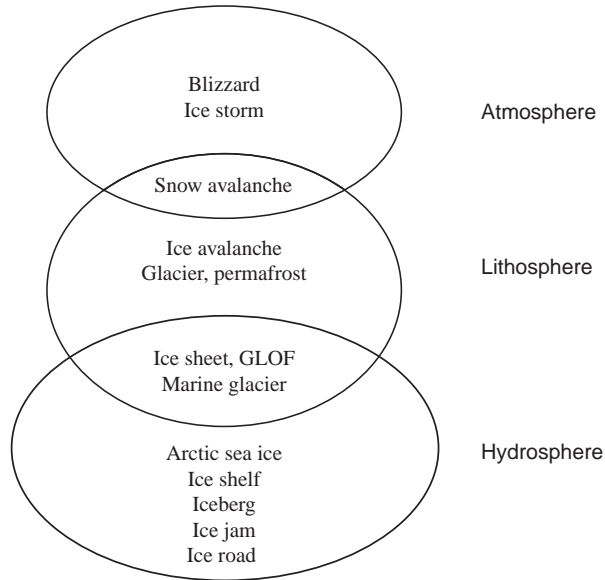 Blizzard
Ice storm
Atmosphere
Snow avalanche
Ice avalanche
Glacier, permafrost
Lithosphere
Ice sheet, GLOF
Marine glacier
Arctic sea ice
Hydrosphere
Ice shelf
Iceberg
Ice jam
Ice road